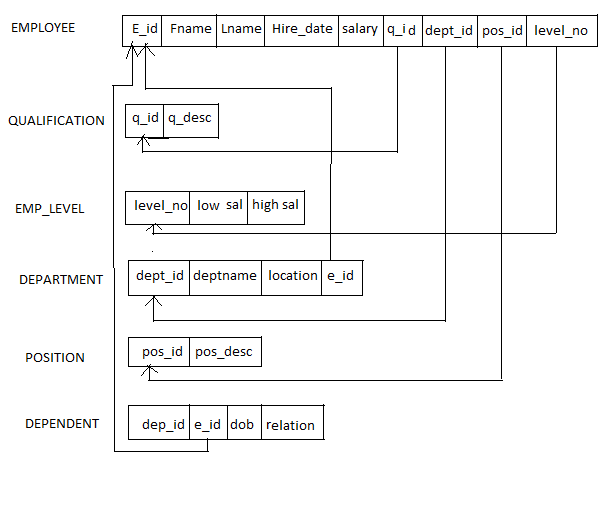 EMPLOYEE E_id Fname Lname Hire_date salary q_id dept_id pos_id level_no
QUALIFICATION q_id q_desc
EMP_LEVEL level_no low sal high sal
DEPARTMENT dept_id deptname location e_id
POSITION pos_id pos_desc
DEPENDENT dep_id e_id dob relation